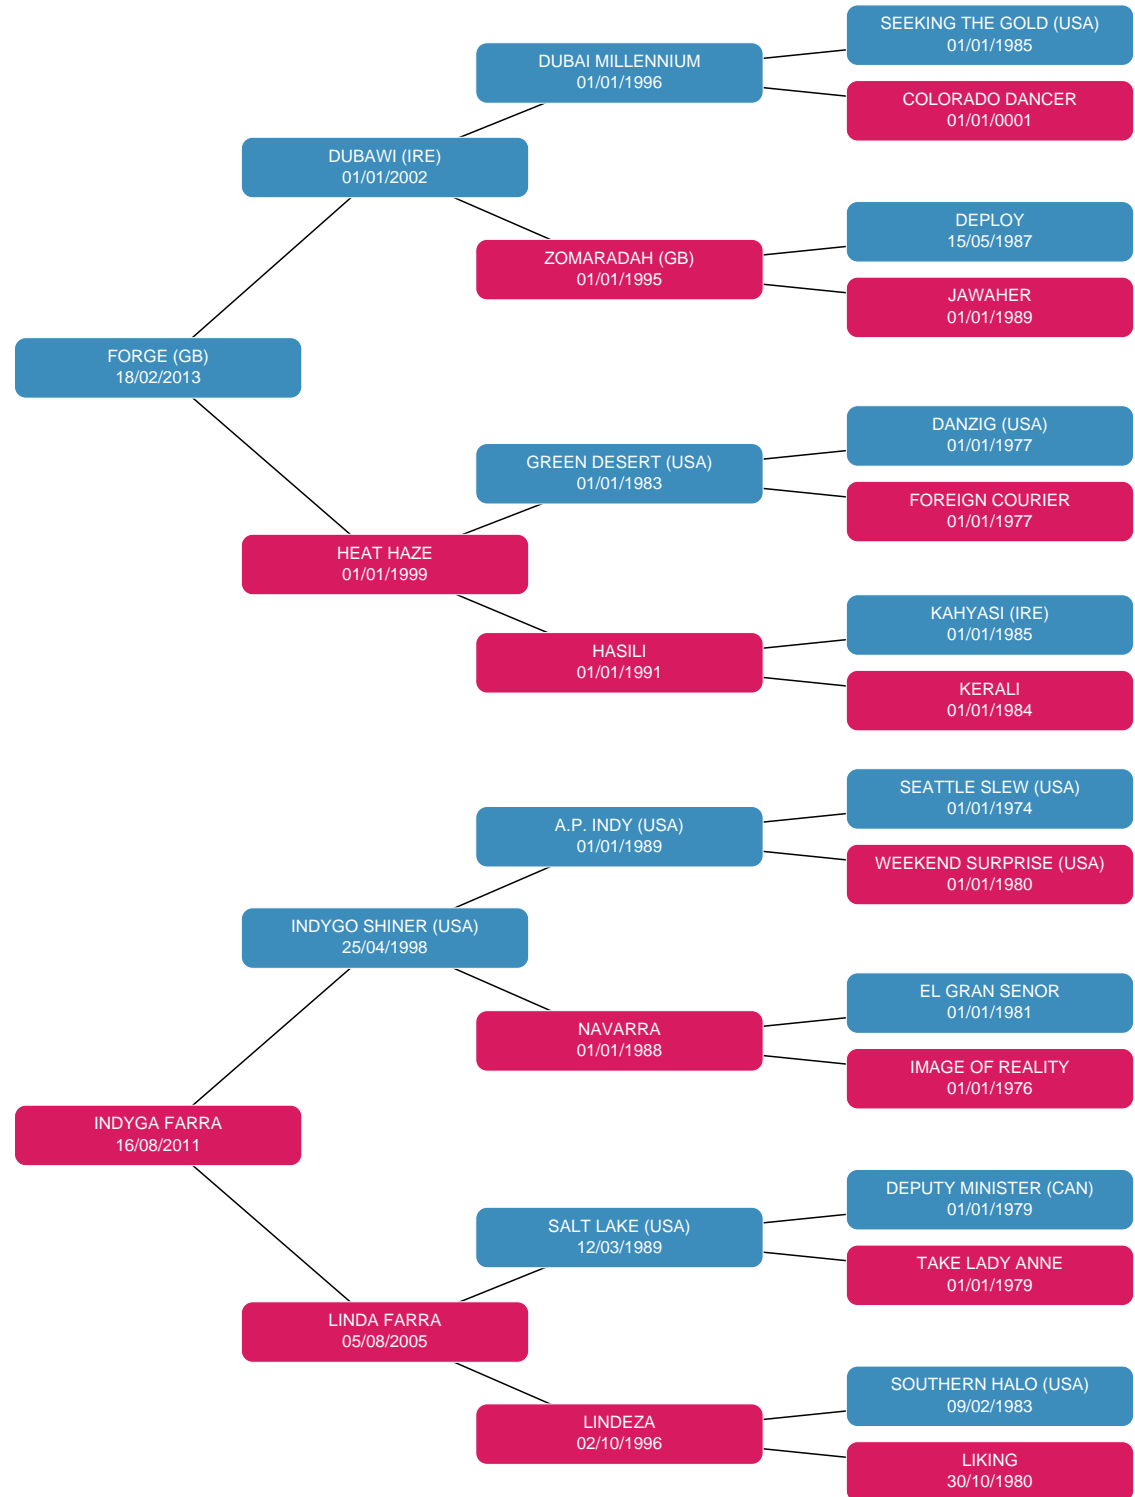 SEEKING THE GOLD (USA)
01/01/1985
DUBAI MILLENNIUM
01/01/1996
COLORADO DANCER
01/01/0001
DUBAWI (IRE)
01/01/2002
DEPLOY
15/05/1987
ZOMARADAH (GB)
01/01/1995
JAWAHER
01/01/1989
FORGE (GB)
18/02/2013
DANZIG (USA)
01/01/1977
GREEN DESERT (USA)
01/01/1983
FOREIGN COURIER
01/01/1977
HEAT HAZE
01/01/1999
KAHYASI (IRE)
01/01/1985
HASILI
01/01/1991
KERALI
01/01/1984
SEATTLE SLEW (USA)
01/01/1974
A.P. INDY (USA)
01/01/1989
WEEKEND SURPRISE (USA)
01/01/1980
INDYGO SHINER (USA)
25/04/1998
EL GRAN SENOR
01/01/1981
NAVARRA
01/01/1988
IMAGE OF REALITY
01/01/1976
INDYGA FARRA
16/08/2011
DEPUTY MINISTER (CAN)
01/01/1979
SALT LAKE (USA)
12/03/1989
TAKE LADY ANNE
01/01/1979
LINDA FARRA
05/08/2005
SOUTHERN HALO (USA)
09/02/1983
LINDEZA
02/10/1996
LIKING
30/10/1980